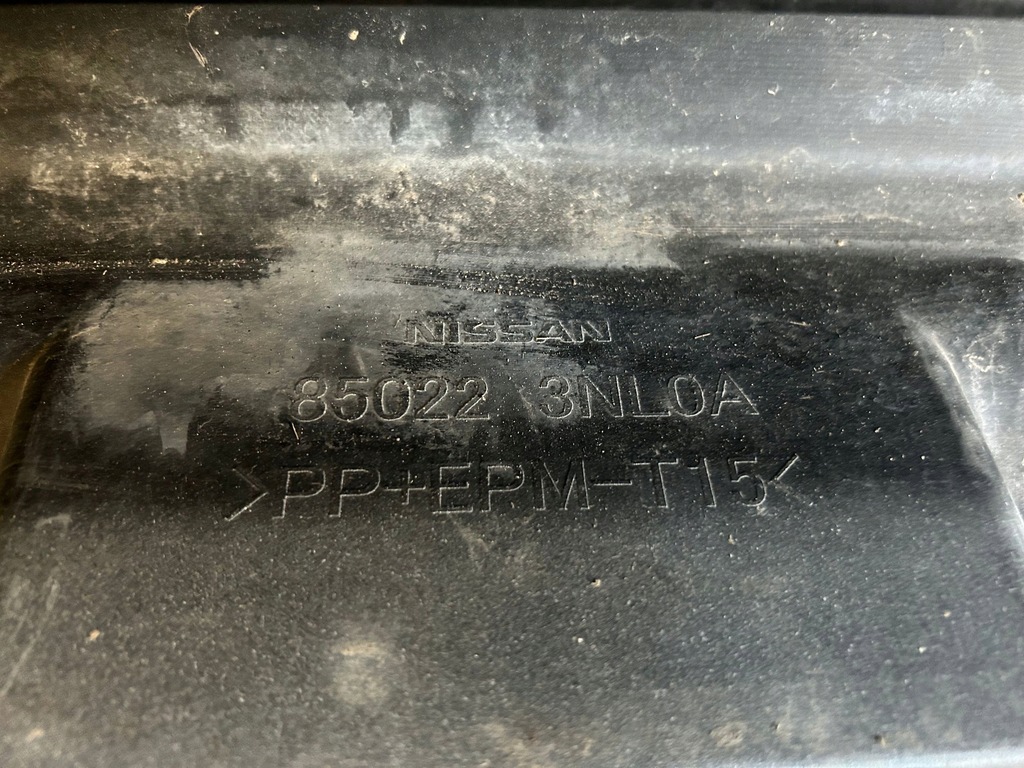 NISSAN
85022 3NL0A
>PP+EPM-T15<